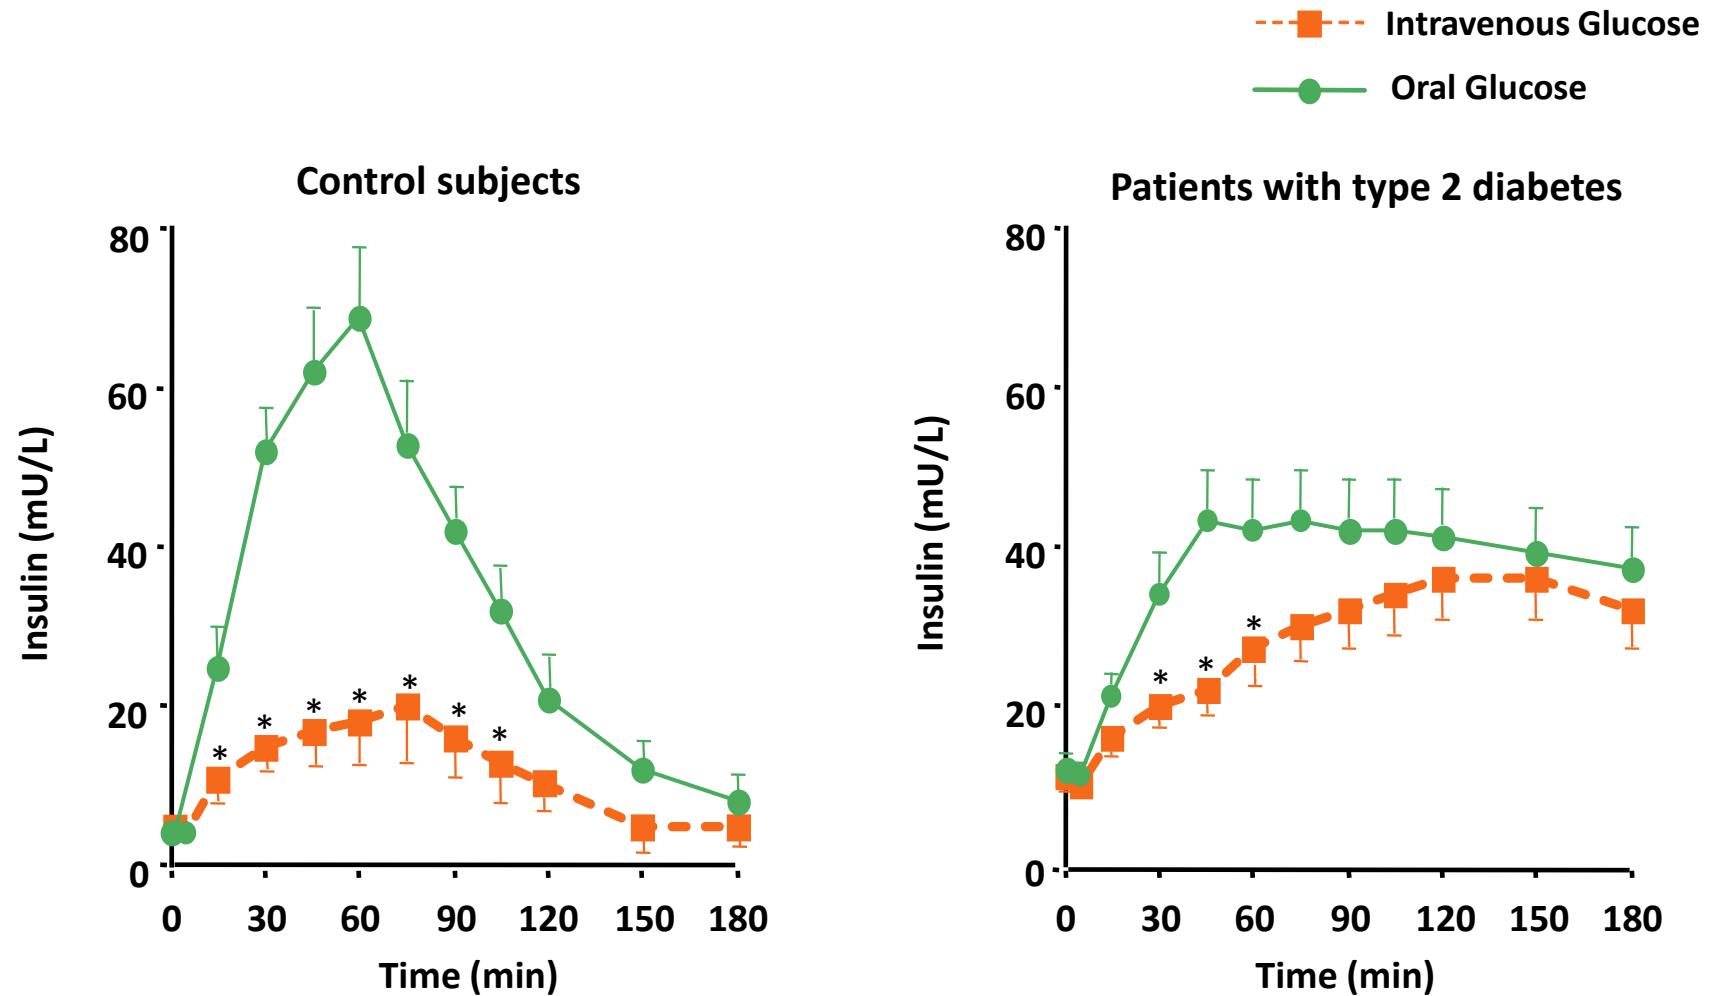 Intravenous Glucose
Oral Glucose
Control subjects
Patients with type 2 diabetes
Insulin (mU/L)
80
60
40
20
0
* * * * * * *
0 30 60 90 120 150 180
Time (min)
Insulin (mU/L)
80
60
40
20
0
* * *
0 30 60 90 120 150 180
Time (min)